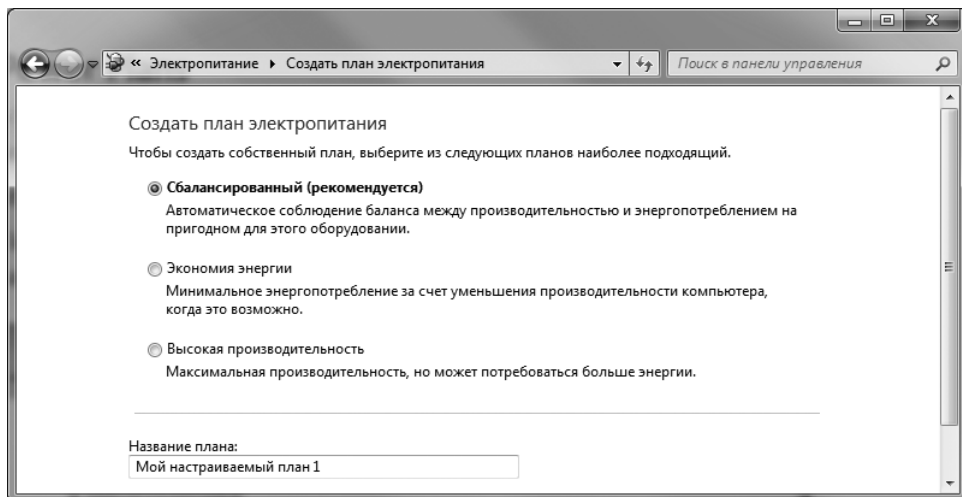 « Электропитание ▸ Создать план электропитания
Поиск в панели управления
Создать план электропитания
Чтобы создать собственный план, выберите из следующих планов наиболее подходящий.
Сбалансированный (рекомендуется)
Автоматическое соблюдение баланса между производительностью и энергопотреблением на
пригодном для этого оборудовании.
Экономия энергии
Минимальное энергопотребление за счет уменьшения производительности компьютера,
когда это возможно.
Высокая производительность
Максимальная производительность, но может потребоваться больше энергии.
Название плана:
Мой настраиваемый план 1